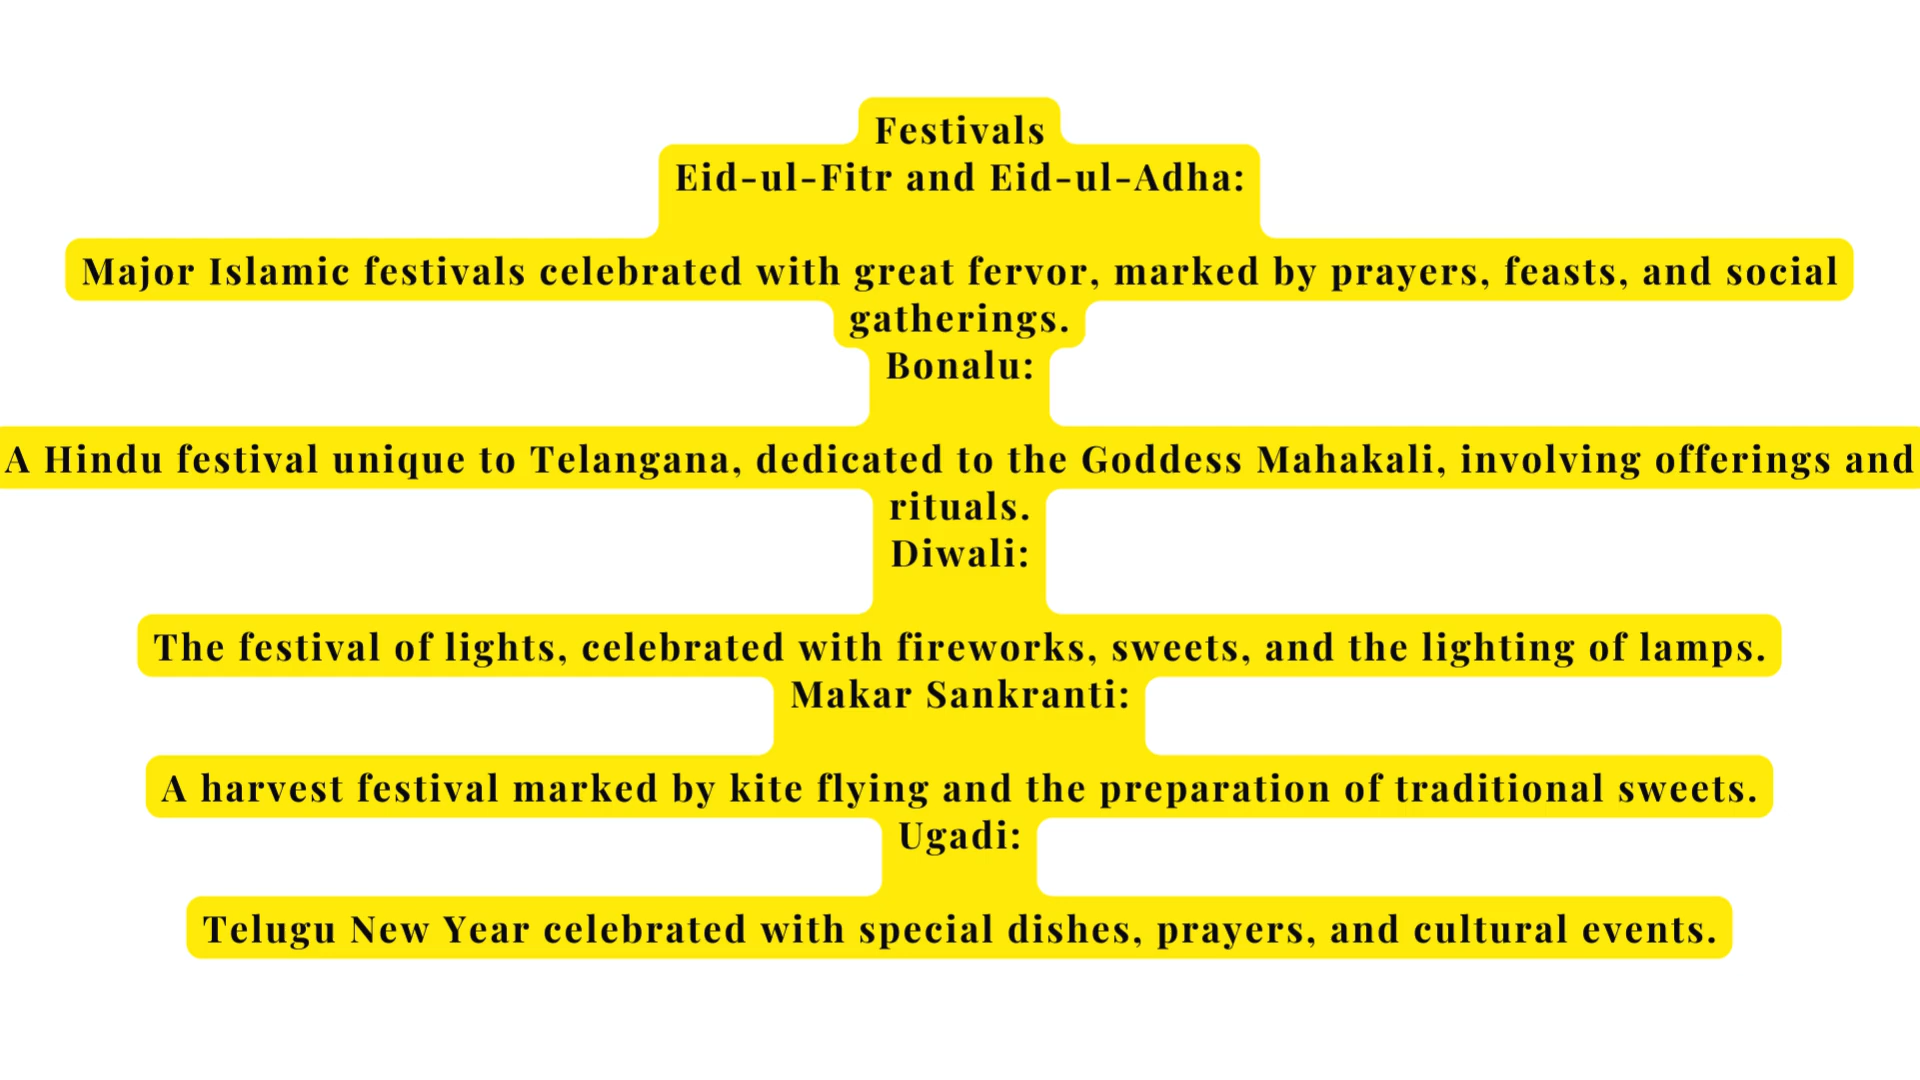 Festivals
Eid-ul-Fitr and Eid-ul-Adha:
Major Islamic festivals celebrated with great fervor, marked by prayers, feasts, and social
gatherings.
Bonalu:
A Hindu festival unique to Telangana, dedicated to the Goddess Mahakali, involving offerings and
rituals.
Diwali:
The festival of lights, celebrated with fireworks, sweets, and the lighting of lamps.
Makar Sankranti:
A harvest festival marked by kite flying and the preparation of traditional sweets.
Ugadi:
Telugu New Year celebrated with special dishes, prayers, and cultural events.